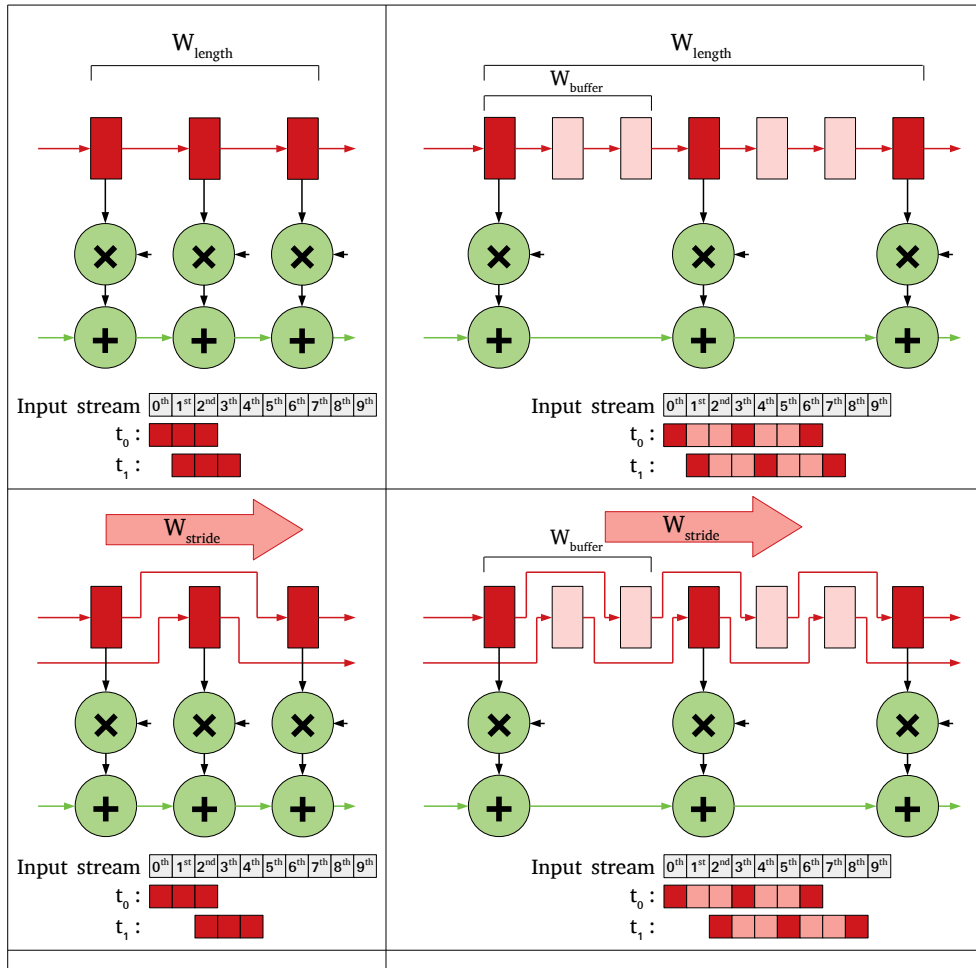 W_length
× × ×
+ + +
Input stream 0th 1st 2nd 3th 4th 5th 6th 7th 8th 9th
t0 :
t1 :
W_length
W_buffer
× × ×
+ + +
Input stream 0th 1st 2nd 3th 4th 5th 6th 7th 8th 9th
t0 :
t1 :
W_stride
× × ×
+ + +
Input stream 0th 1st 2nd 3th 4th 5th 6th 7th 8th 9th
t0 :
t1 :
W_stride
W_buffer
× × ×
+ + +
Input stream 0th 1st 2nd 3th 4th 5th 6th 7th 8th 9th
t0 :
t1 :